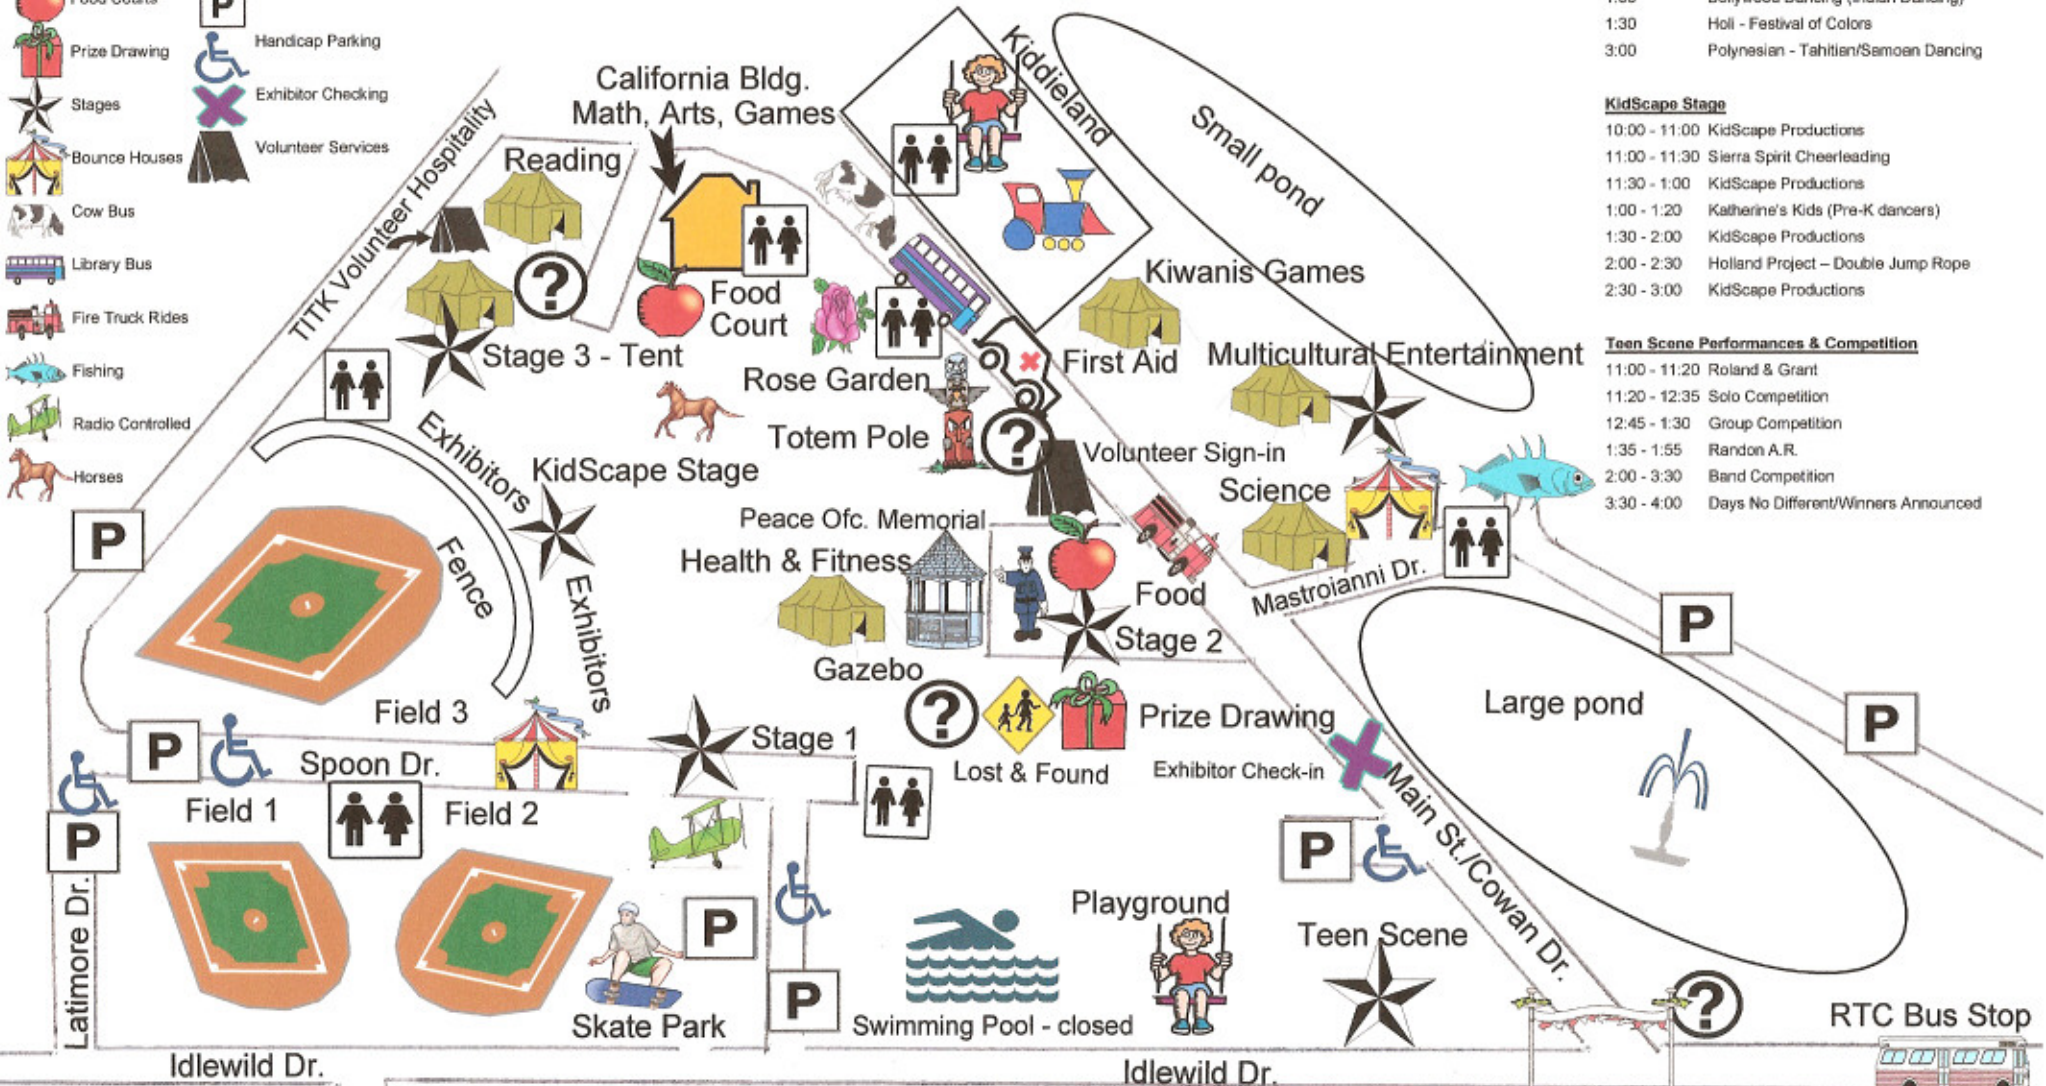 Food Courts
P
Prize Drawing
Handicap Parking
Stages
Exhibitor Checking
Bounce Houses
Volunteer Services
Cow Bus
Library Bus
Fire Truck Rides
Fishing
Radio Controlled
Horses
1:30 Holi - Festival of Colors
3:00 Polynesian - Tahitian/Samoan Dancing
KidScape Stage
10:00 - 11:00 KidScape Productions
11:00 - 11:30 Sierra Spirit Cheerleading
11:30 - 1:00 KidScape Productions
1:00 - 1:20 Katherine's Kids (Pre-K dancers)
1:30 - 2:00 KidScape Productions
2:00 - 2:30 Holland Project – Double Jump Rope
2:30 - 3:00 KidScape Productions
Teen Scene Performances & Competition
11:00 - 11:20 Roland & Grant
11:20 - 12:35 Solo Competition
12:45 - 1:30 Group Competition
1:35 - 1:55 Randon A.R.
2:00 - 3:30 Band Competition
3:30 - 4:00 Days No Different/Winners Announced
California Bldg.
Math, Arts, Games
Kiddieland
Small pond
TITK Volunteer Hospitality
Reading
?
Food
Court
Kiwanis Games
Stage 3 - Tent
Rose Garden
First Aid
Multicultural Entertainment
Totem Pole
?
Volunteer Sign-in
Exhibitors
KidScape Stage
Science
P
Fence
Exhibitors
Peace Ofc. Memorial
Health & Fitness
Food
Stage 2
Mastroianni Dr.
P
Gazebo
Field 3
?
Prize Drawing
Large pond
P
P
Spoon Dr.
Stage 1
Lost & Found
Exhibitor Check-in
Field 1
Field 2
P
P
Main St./Cowan Dr.
Latimore Dr.
P
Playground
Teen Scene
P
Skate Park
Swimming Pool - closed
?
RTC Bus Stop
Idlewild Dr.
Idlewild Dr.